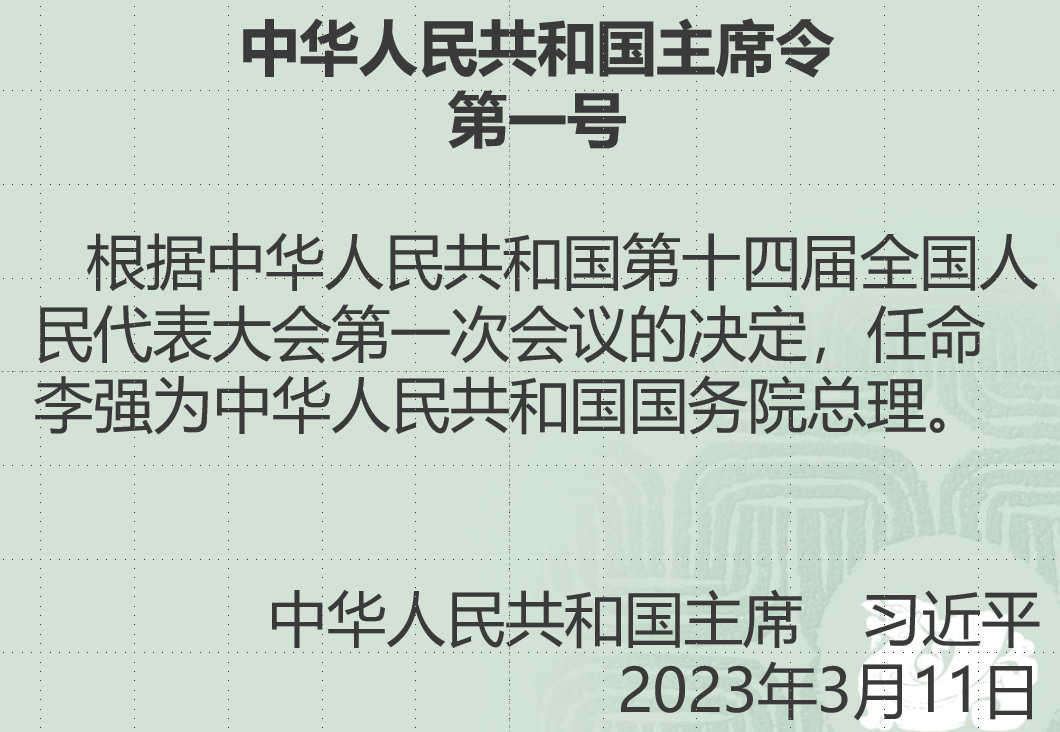 中华人民共和国主席令
第一号
根据中华人民共和国第十四届全国人
民代表大会第一次会议的决定，任命
李强为中华人民共和国国务院总理。
中华人民共和国主席　习近平
2023年3月11日